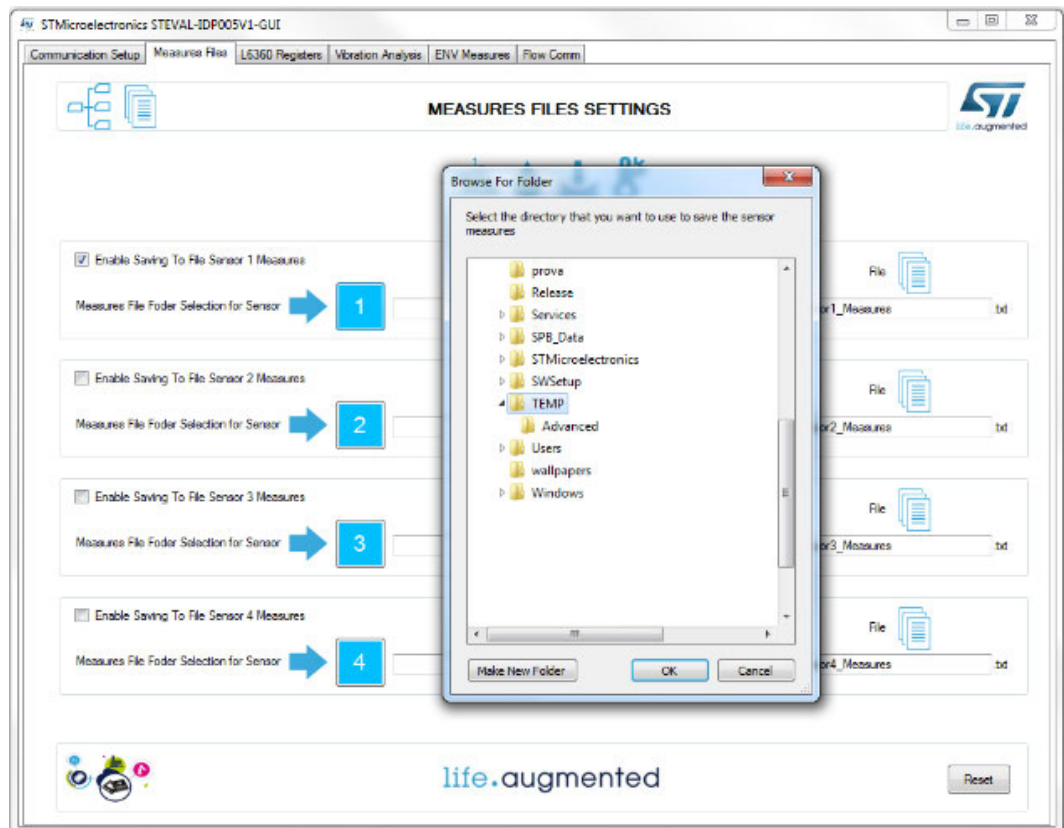 STMicroelectronics STEVAL-IDP005V1-GUI
Communication Setup Measures Files L6360 Registers Vibration Analysis ENV Measures Flow Comm
MEASURES FILES SETTINGS
life.augmented
Browse For Folder
Select the directory that you want to use to save the sensor
measures
prova
Release
Services
SPB_Data
STMicroelectronics
SWSetup
TEMP
Advanced
Users
wallpapers
Windows
Make New Folder OK Cancel
Enable Saving To File Sensor 1 Measures
File
Measures File Foder Selection for Sensor 1 or1_Measures .txt
Enable Saving To File Sensor 2 Measures
File
Measures File Foder Selection for Sensor 2 or2_Measures .txt
Enable Saving To File Sensor 3 Measures
File
Measures File Foder Selection for Sensor 3 or3_Measures .txt
Enable Saving To File Sensor 4 Measures
File
Measures File Foder Selection for Sensor 4 or4_Measures .txt
life.augmented
Reset